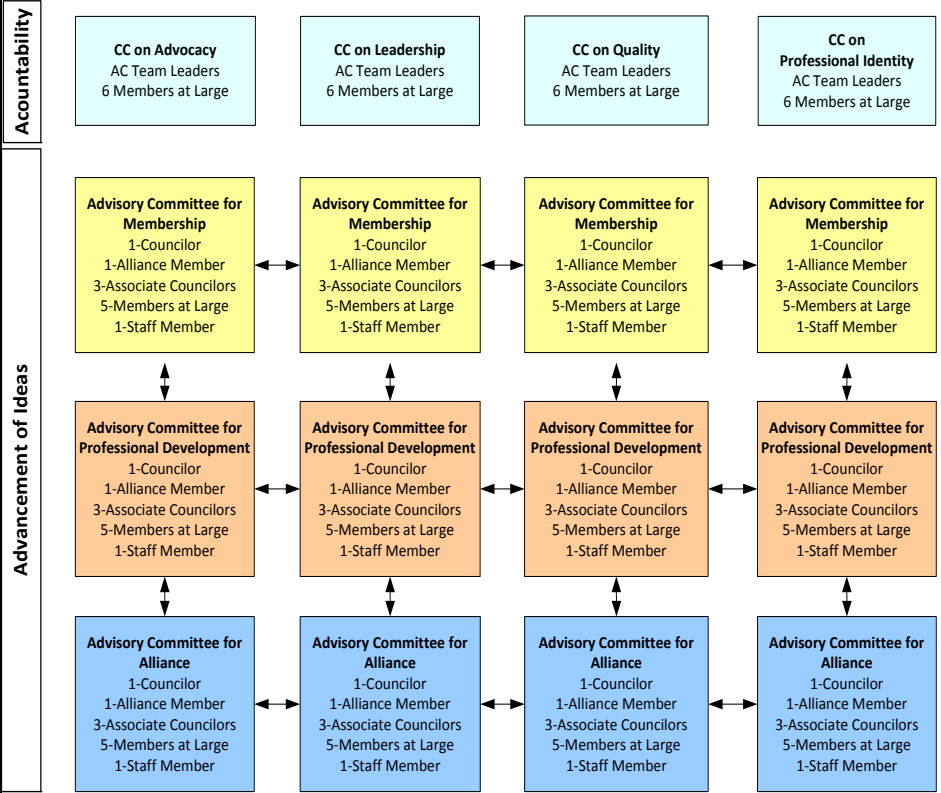 Acountability
CC on Advocacy
AC Team Leaders
6 Members at Large
CC on Leadership
AC Team Leaders
6 Members at Large
CC on Quality
AC Team Leaders
6 Members at Large
CC on
Professional Identity
AC Team Leaders
6 Members at Large
Advancement of Ideas
Advisory Committee for
Membership
1-Councilor
1-Alliance Member
3-Associate Councilors
5-Members at Large
1-Staff Member
Advisory Committee for
Membership
1-Councilor
1-Alliance Member
3-Associate Councilors
5-Members at Large
1-Staff Member
Advisory Committee for
Membership
1-Councilor
1-Alliance Member
3-Associate Councilors
5-Members at Large
1-Staff Member
Advisory Committee for
Membership
1-Councilor
1-Alliance Member
3-Associate Councilors
5-Members at Large
1-Staff Member
Advisory Committee for
Professional Development
1-Councilor
1-Alliance Member
3-Associate Councilors
5-Members at Large
1-Staff Member
Advisory Committee for
Professional Development
1-Councilor
1-Alliance Member
3-Associate Councilors
5-Members at Large
1-Staff Member
Advisory Committee for
Professional Development
1-Councilor
1-Alliance Member
3-Associate Councilors
5-Members at Large
1-Staff Member
Advisory Committee for
Professional Development
1-Councilor
1-Alliance Member
3-Associate Councilors
5-Members at Large
1-Staff Member
Advisory Committee for
Alliance
1-Councilor
1-Alliance Member
3-Associate Councilors
5-Members at Large
1-Staff Member
Advisory Committee for
Alliance
1-Councilor
1-Alliance Member
3-Associate Councilors
5-Members at Large
1-Staff Member
Advisory Committee for
Alliance
1-Councilor
1-Alliance Member
3-Associate Councilors
5-Members at Large
1-Staff Member
Advisory Committee for
Alliance
1-Councilor
1-Alliance Member
3-Associate Councilors
5-Members at Large
1-Staff Member